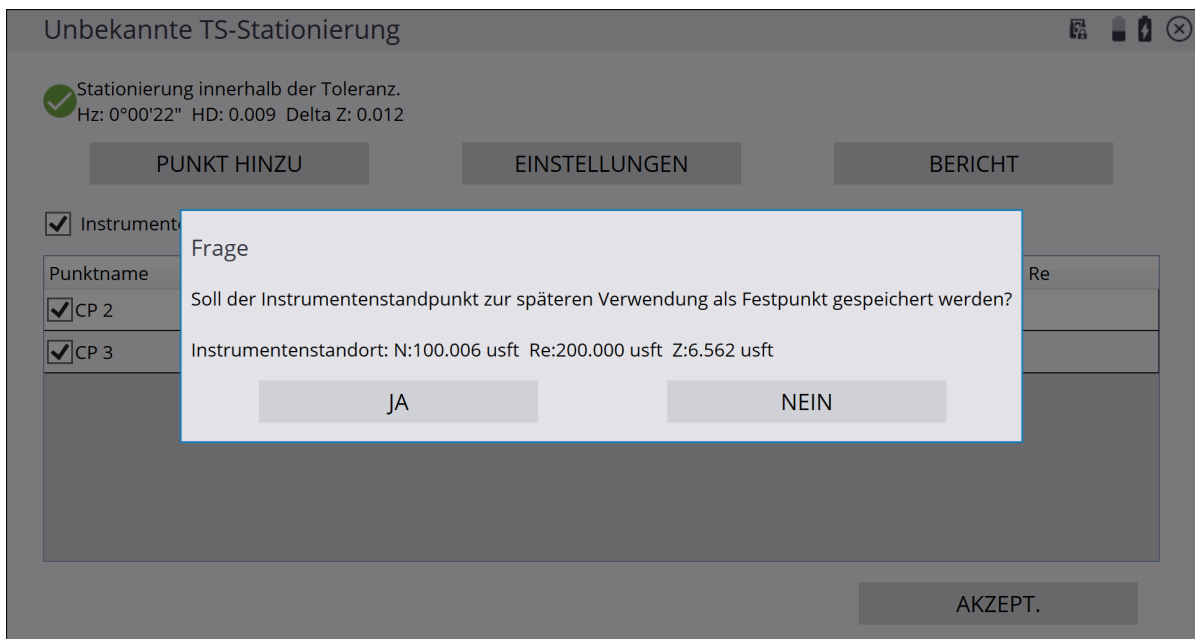 Unbekannte TS-Stationierung
Stationierung innerhalb der Toleranz.
Hz: 0°00'22" HD: 0.009 Delta Z: 0.012
PUNKT HINZU EINSTELLUNGEN BERICHT
Frage
Punktname Re
Soll der Instrumentenstandpunkt zur späteren Verwendung als Festpunkt gespeichert werden?
CP 2
Instrumentenstandort: N:100.006 usft Re:200.000 usft Z:6.562 usft
CP 3
JA NEIN
AKZEPT.